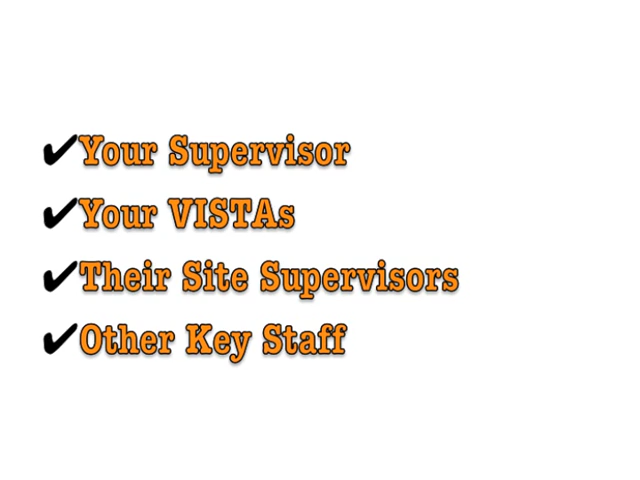 ✔Your Supervisor
✔Your VISTAs
✔Their Site Supervisors
✔Other Key Staff